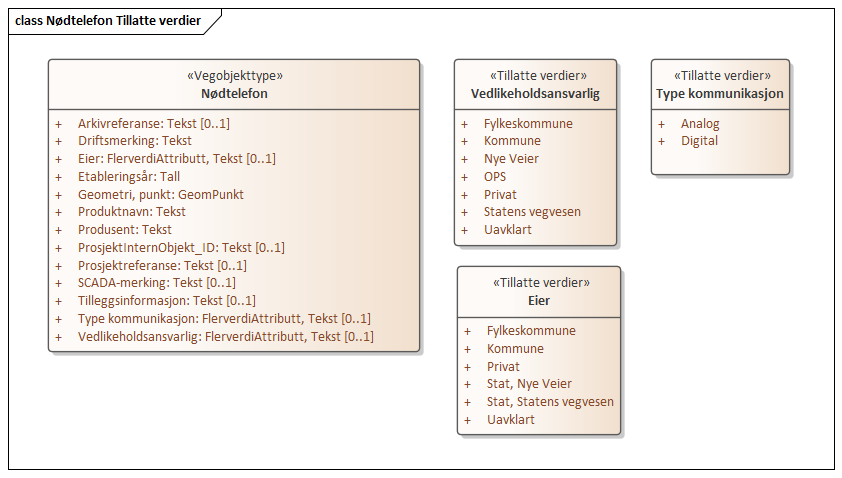 class Nødtelefon Tillatte verdier
«Vegobjekttype»
Nødtelefon
+ Arkivreferanse: Tekst [0..1]
+ Driftsmerking: Tekst
+ Eier: FlerverdiAttributt, Tekst [0..1]
+ Etableringsår: Tall
+ Geometri, punkt: GeomPunkt
+ Produktnavn: Tekst
+ Produsent: Tekst
+ ProsjektInternObjekt_ID: Tekst [0..1]
+ Prosjektreferanse: Tekst [0..1]
+ SCADA-merking: Tekst [0..1]
+ Tilleggsinformasjon: Tekst [0..1]
+ Type kommunikasjon: FlerverdiAttributt, Tekst [0..1]
+ Vedlikeholdsansvarlig: FlerverdiAttributt, Tekst [0..1]
«Tillatte verdier»
Vedlikeholdsansvarlig
+ Fylkeskommune
+ Kommune
+ Nye Veier
+ OPS
+ Privat
+ Statens vegvesen
+ Uavklart
«Tillatte verdier»
Type kommunikasjon
+ Analog
+ Digital
«Tillatte verdier»
Eier
+ Fylkeskommune
+ Kommune
+ Privat
+ Stat, Nye Veier
+ Stat, Statens vegvesen
+ Uavklart